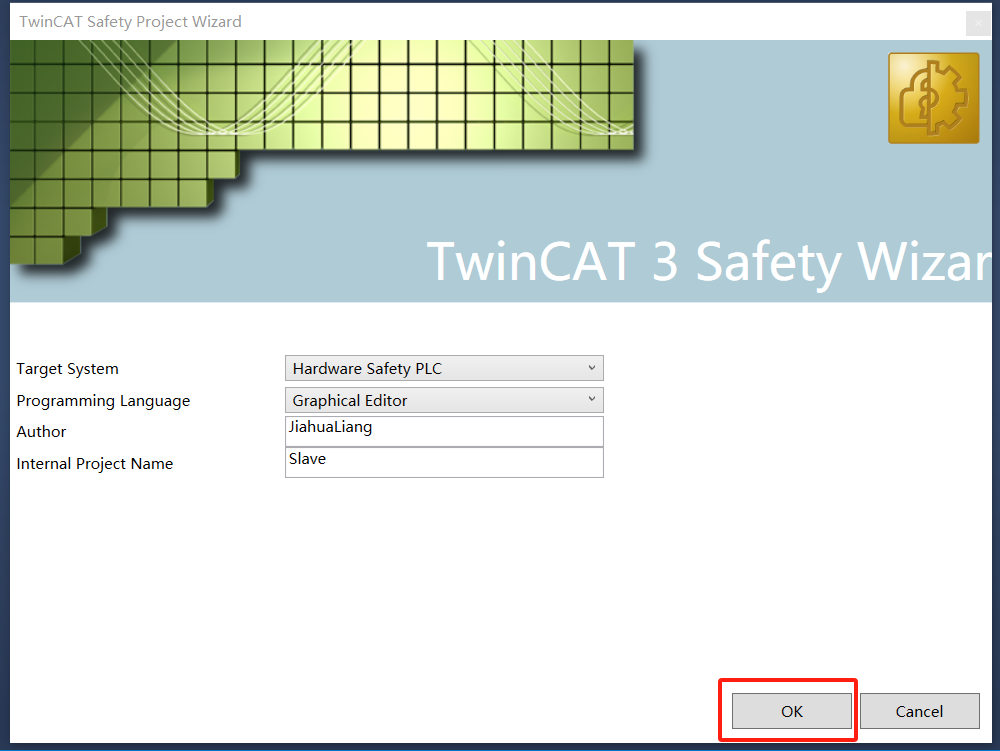 TwinCAT Safety Project Wizard
TwinCAT 3 Safety Wizar
Target System
Hardware Safety PLC
Programming Language
Graphical Editor
Author
JiahuaLiang
Internal Project Name
Slave
OK
Cancel